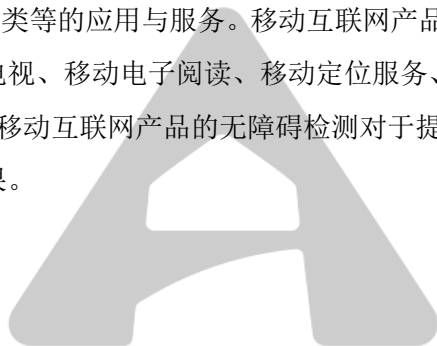 类等的应用与服务。移动互联网产品
视、移动电子阅读、移动定位服务、
移动互联网产品的无障碍检测对于提
。